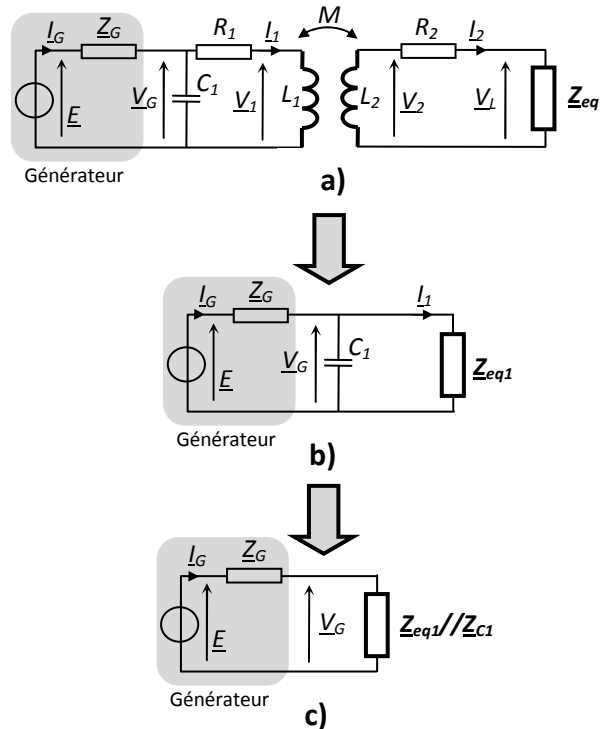 M
I_G Z_G R_1 I_1 R_2 I_2
E V_G C_1 V_1 L_1 L_2 V_2 V_L Z_eq
Générateur
a)
I_G Z_G I_1
E V_G C_1 Z_eq1
Générateur
b)
I_G Z_G
E V_G Z_eq1//Z_C1
Générateur
c)